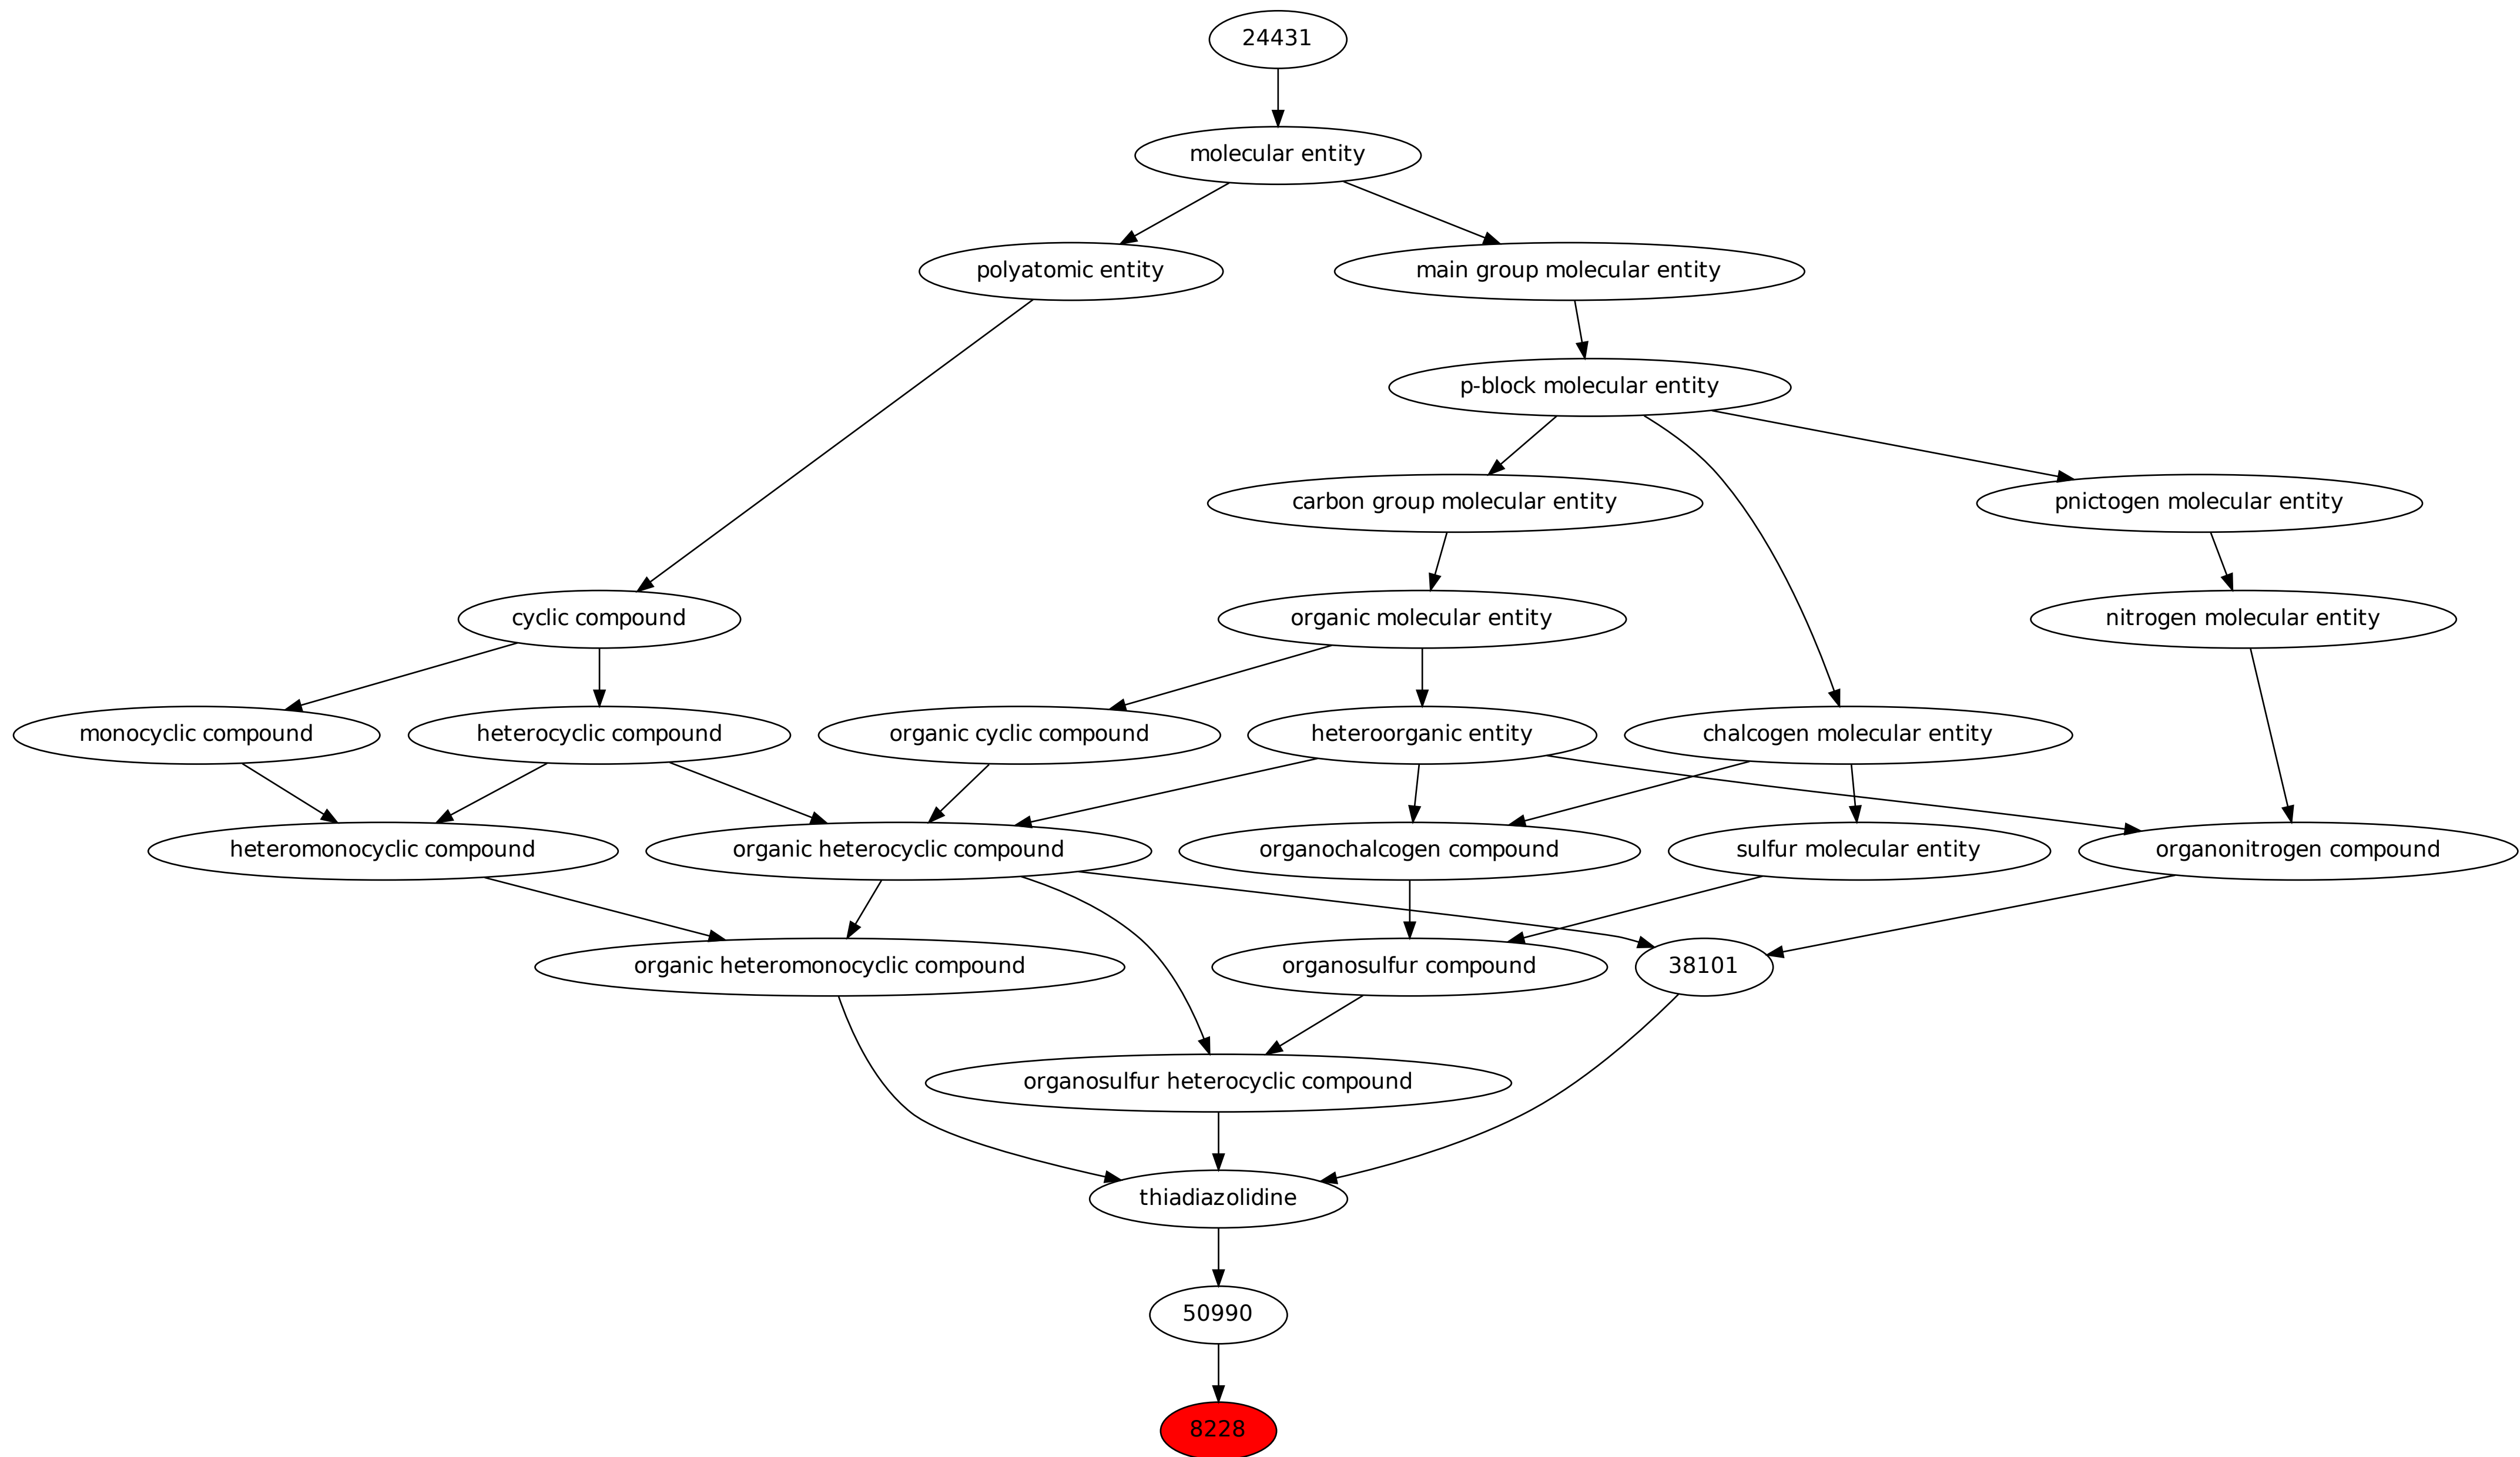 24431
molecular entity
polyatomic entity
main group molecular entity
p-block molecular entity
carbon group molecular entity
pnictogen molecular entity
cyclic compound
organic molecular entity
nitrogen molecular entity
monocyclic compound
heterocyclic compound
organic cyclic compound
heteroorganic entity
chalcogen molecular entity
heteromonocyclic compound
organic heterocyclic compound
organochalcogen compound
sulfur molecular entity
organonitrogen compound
organic heteromonocyclic compound
organosulfur compound
38101
organosulfur heterocyclic compound
thiadiazolidine
50990
8228